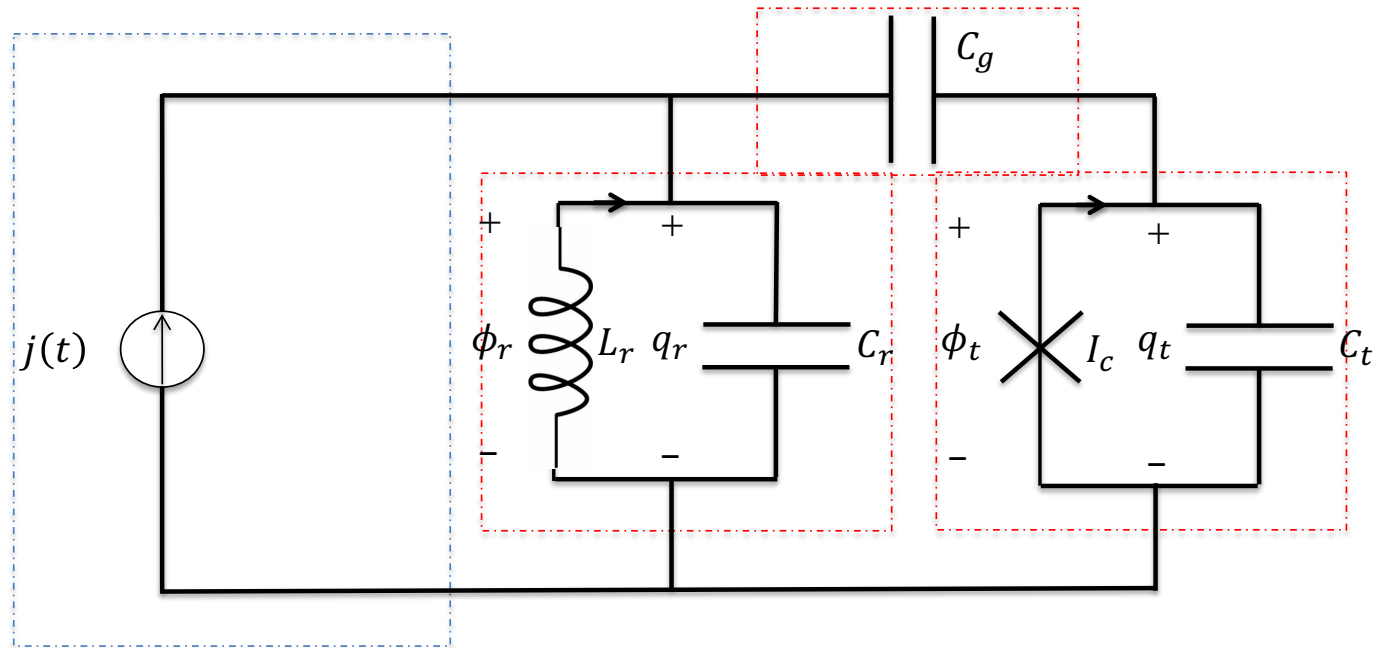 C_g
+ + + +
j(t) ϕ_r L_r q_r C_r ϕ_t I_c q_t C_t
− − − −